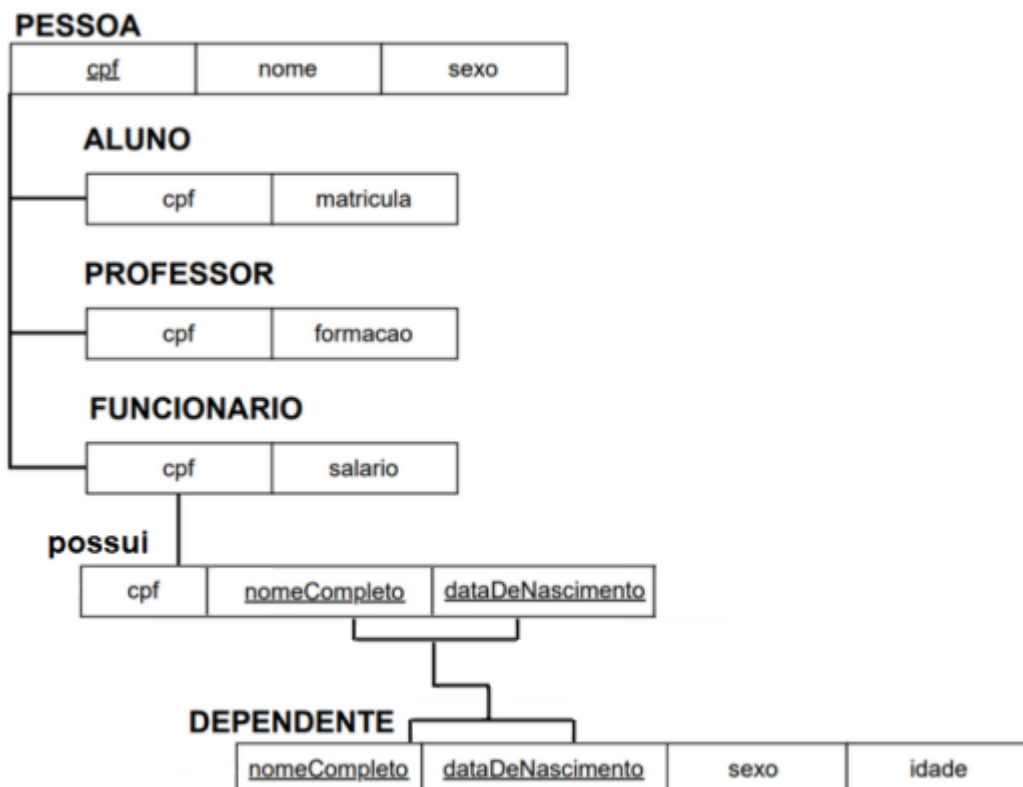 PESSOA
cpf nome sexo
ALUNO
cpf matricula
PROFESSOR
cpf formacao
FUNCIONARIO
cpf salario
possui
cpf nomeCompleto dataDeNascimento
DEPENDENTE
nomeCompleto dataDeNascimento sexo idade